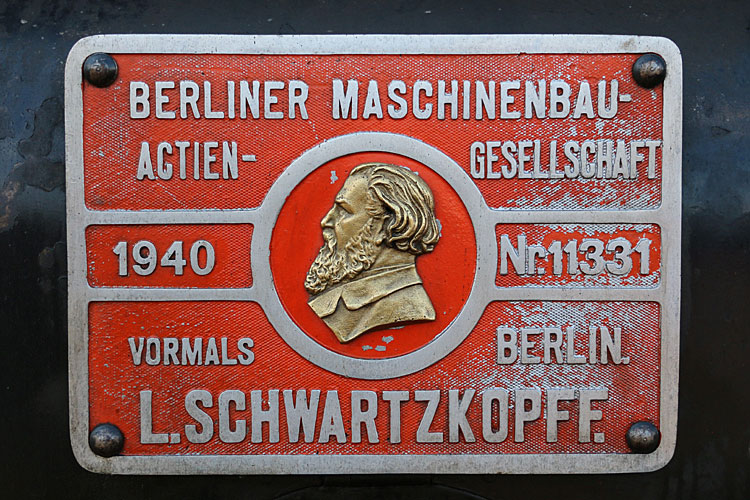 BERLINER MASCHINENBAU-
ACTIEN- GESELLSCHAFT
1940 Nr.11331
VORMALS BERLIN.
L.SCHWARTZKOPFF.